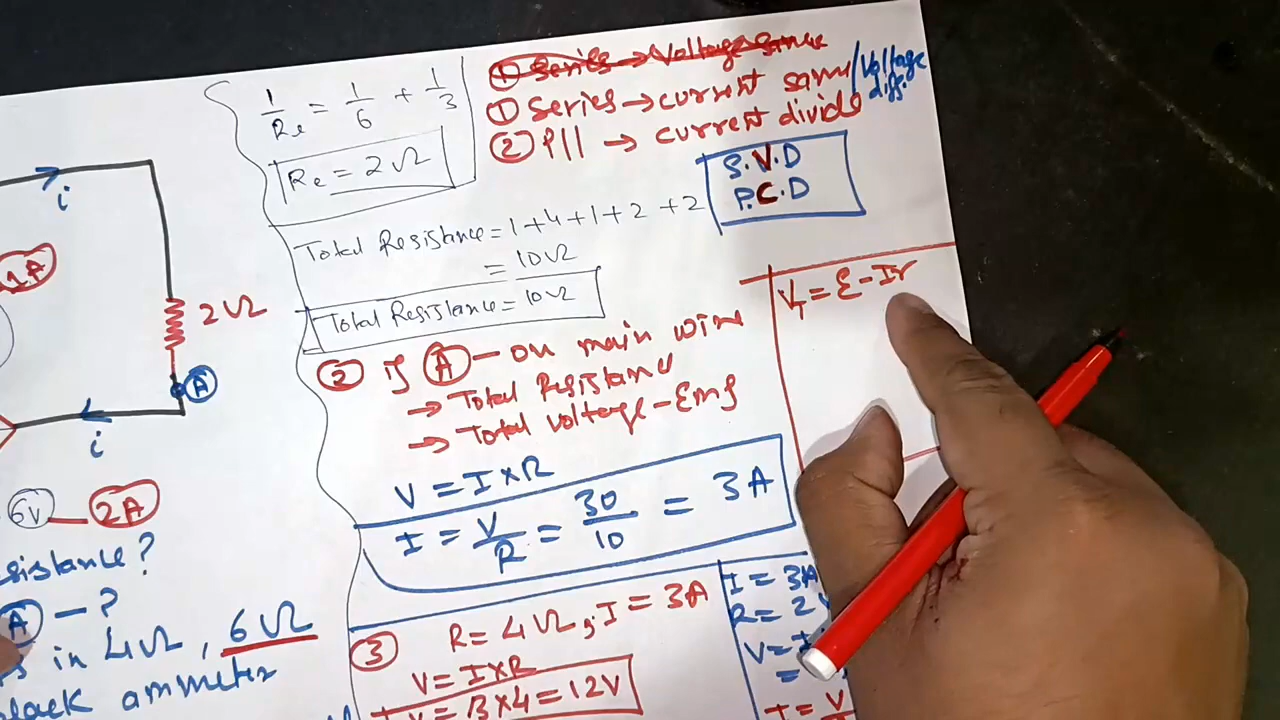 i
1A
2Ω
A
i
6V — 2A
sistance?
A — ?
in 4Ω, 6Ω
ammeter
1/Re = 1/6 + 1/3
Re = 2Ω
Total Resistance = 1+4+1+2+2
= 10Ω
Total Resistance = 10Ω
① Series → Voltage same
① Series → current same / Voltage diff.
② P|| → current divide
S.V.D
P.C.D
② if A — on main wire
→ Total Resistance
→ Total voltage - Emf
V = I×R
I = V/R = 30/10 = 3A
V_T = Ɛ - Ir
③ R = 4Ω, I = 3A
V = I×R
V = 3×4 = 12V
I = 3A
R = 2
V = I
=
I = V